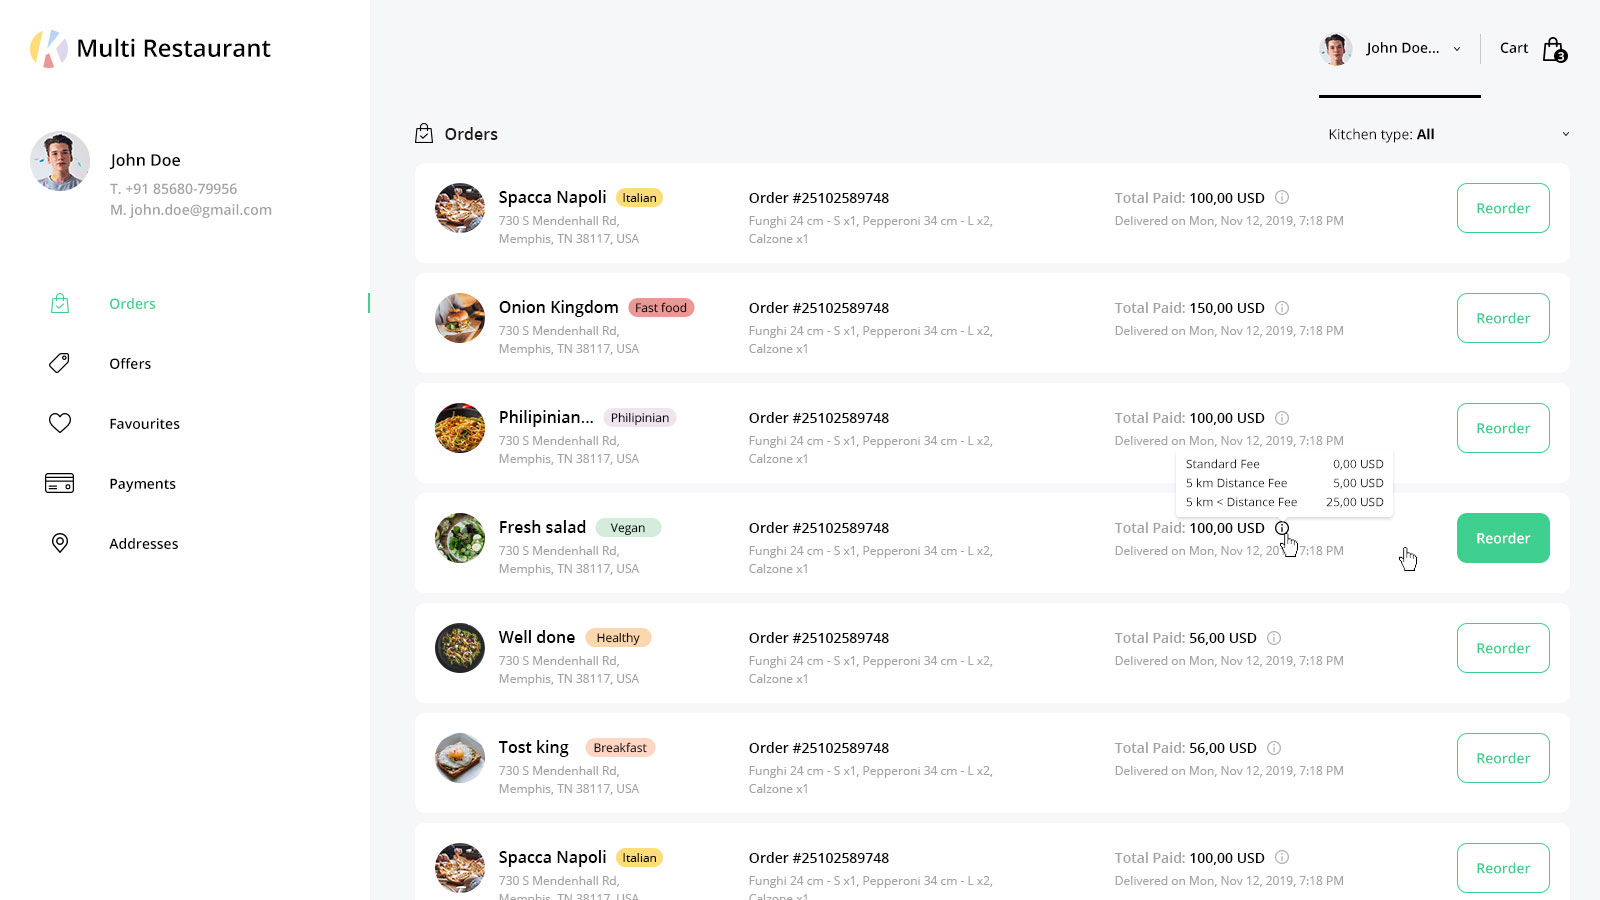 Multi Restaurant
John Doe... Cart 3
John Doe
T. +91 85680-79956
M. john.doe@gmail.com
Orders
Offers
Favourites
Payments
Addresses
Orders
Kitchen type: All
Spacca Napoli Italian
730 S Mendenhall Rd,
Memphis, TN 38117, USA
Order #25102589748
Funghi 24 cm - S x1, Pepperoni 34 cm - L x2,
Calzone x1
Total Paid: 100,00 USD
Delivered on Mon, Nov 12, 2019, 7:18 PM
Reorder
Onion Kingdom Fast food
730 S Mendenhall Rd,
Memphis, TN 38117, USA
Order #25102589748
Funghi 24 cm - S x1, Pepperoni 34 cm - L x2,
Calzone x1
Total Paid: 150,00 USD
Delivered on Mon, Nov 12, 2019, 7:18 PM
Reorder
Philipinian... Philipinian
730 S Mendenhall Rd,
Memphis, TN 38117, USA
Order #25102589748
Funghi 24 cm - S x1, Pepperoni 34 cm - L x2,
Calzone x1
Total Paid: 100,00 USD
Delivered on Mon, Nov 12, 2019, 7:18 PM
Reorder
Standard Fee 0,00 USD
5 km Distance Fee 5,00 USD
5 km < Distance Fee 25,00 USD
Fresh salad Vegan
730 S Mendenhall Rd,
Memphis, TN 38117, USA
Order #25102589748
Funghi 24 cm - S x1, Pepperoni 34 cm - L x2,
Calzone x1
Total Paid: 100,00 USD
Delivered on Mon, Nov 12, 7:18 PM
Reorder
Well done Healthy
730 S Mendenhall Rd,
Memphis, TN 38117, USA
Order #25102589748
Funghi 24 cm - S x1, Pepperoni 34 cm - L x2,
Calzone x1
Total Paid: 56,00 USD
Delivered on Mon, Nov 12, 2019, 7:18 PM
Reorder
Tost king Breakfast
730 S Mendenhall Rd,
Memphis, TN 38117, USA
Order #25102589748
Funghi 24 cm - S x1, Pepperoni 34 cm - L x2,
Calzone x1
Total Paid: 56,00 USD
Delivered on Mon, Nov 12, 2019, 7:18 PM
Reorder
Spacca Napoli Italian
730 S Mendenhall Rd,
Memphis, TN 38117, USA
Order #25102589748
Funghi 24 cm - S x1, Pepperoni 34 cm - L x2,
Calzone x1
Total Paid: 100,00 USD
Delivered on Mon, Nov 12, 2019, 7:18 PM
Reorder